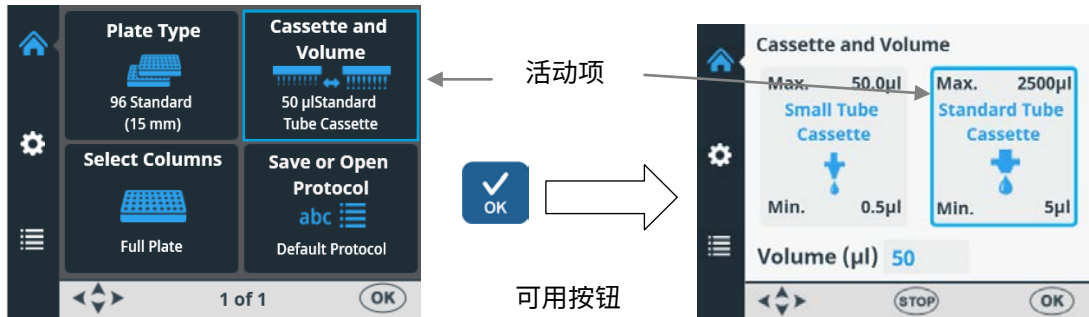 Plate Type
96 Standard
(15 mm)
Cassette and
Volume
50 µlStandard
Tube Cassette
Select Columns
Full Plate
Save or Open
Protocol
abc
Default Protocol
1 of 1
OK
活动项
OK
可用按钮
Cassette and Volume
Max. 50.0µl
Small Tube
Cassette
Min. 0.5µl
Max. 2500µl
Standard Tube
Cassette
Min. 5µl
Volume (µl) 50
STOP
OK